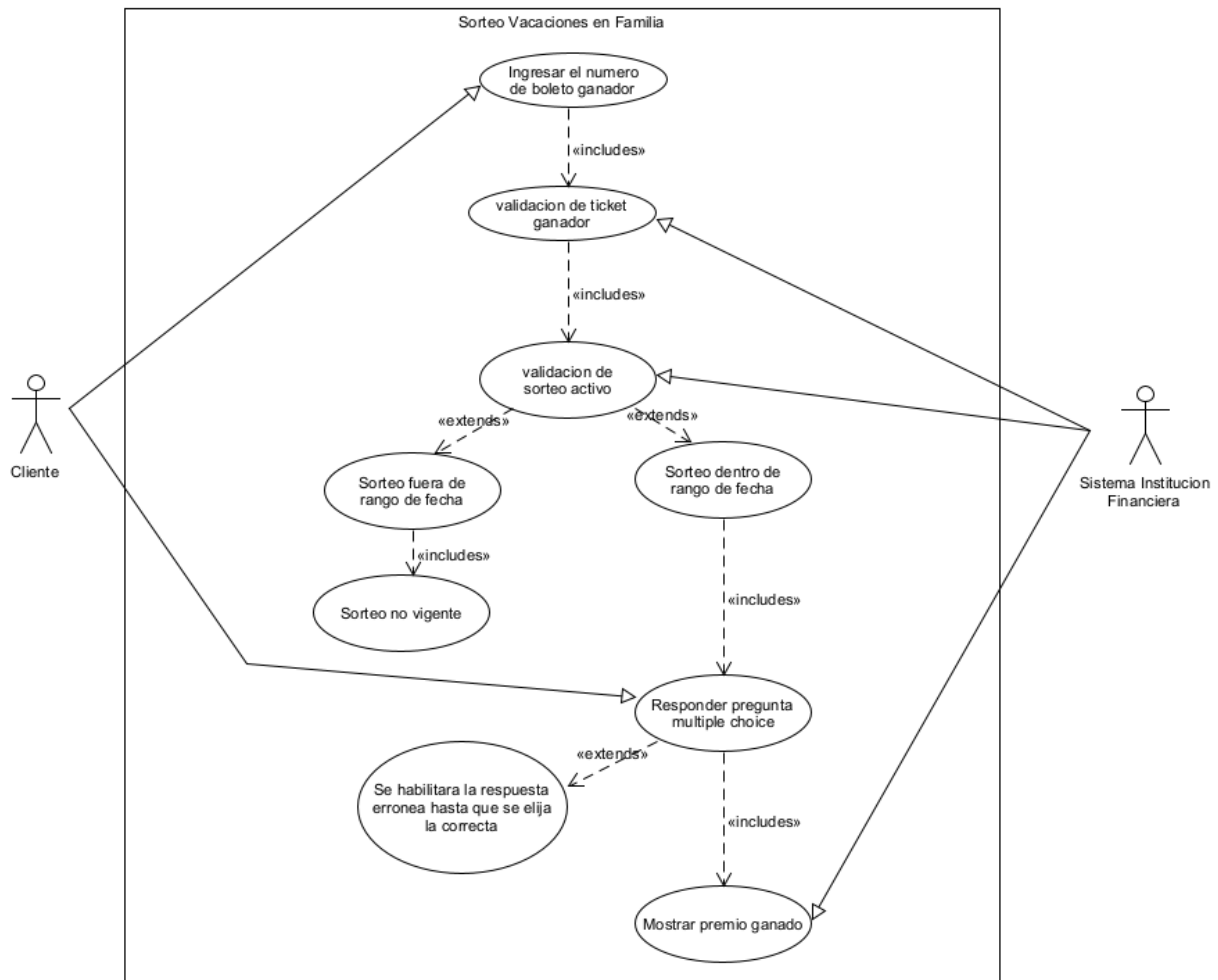 Sorteo Vacaciones en Familia
Ingresar el numero
de boleto ganador
«includes»
validacion de ticket
ganador
«includes»
validacion de
sorteo activo
«extends»
«extends»
Cliente
Sorteo fuera de
rango de fecha
Sorteo dentro de
rango de fecha
Sistema Institucion
Financiera
«includes»
Sorteo no vigente
«includes»
Responder pregunta
multiple choice
«extends»
Se habilitara la respuesta
erronea hasta que se elija
la correcta
«includes»
Mostrar premio ganado